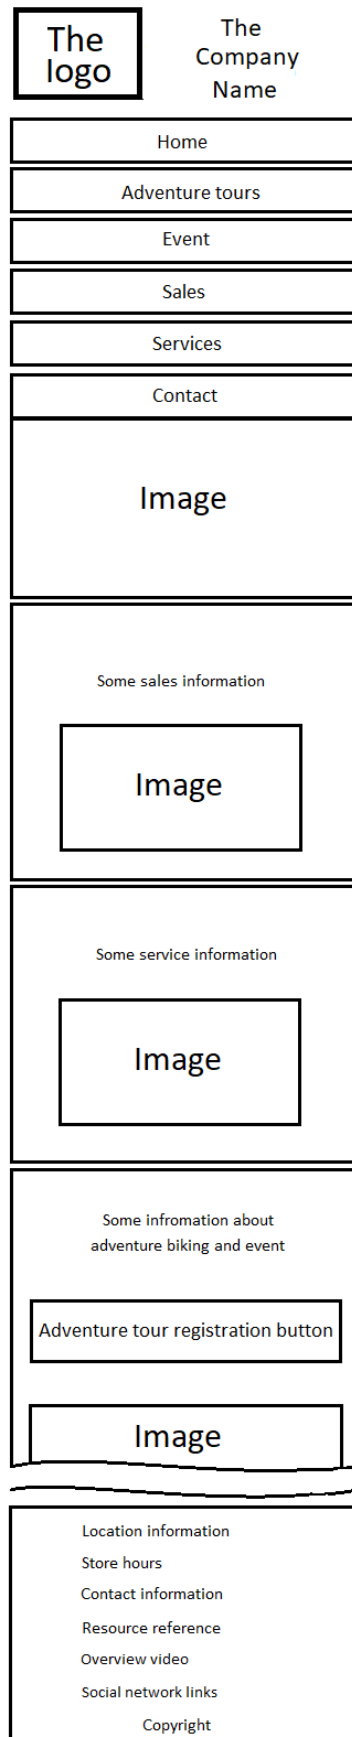 The
logo
The
Company
Name
Home
Adventure tours
Event
Sales
Services
Contact
Image
Some sales information
Image
Some service information
Image
Some infromation about
adventure biking and event
Adventure tour registration button
Image
Location information
Store hours
Contact information
Resource reference
Overview video
Social network links
Copyright